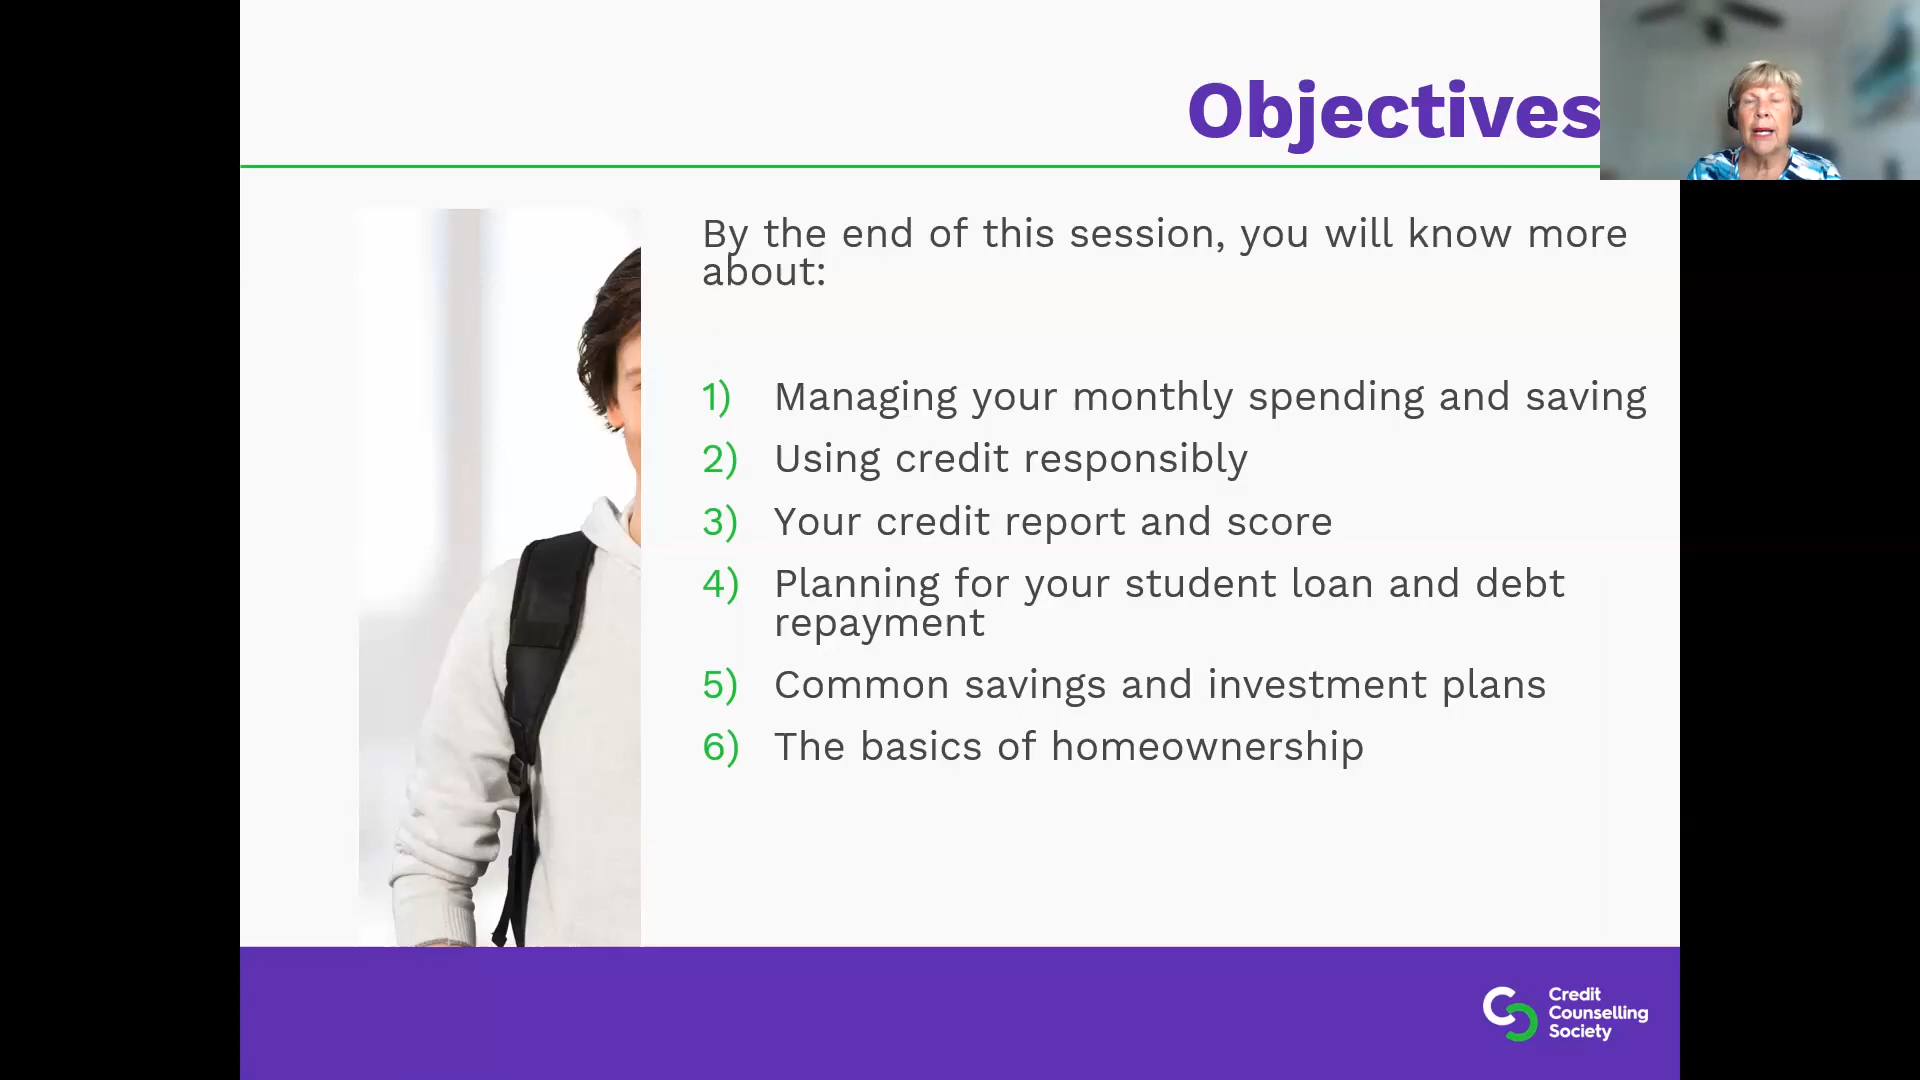 Objectives
By the end of this session, you will know more
about:
1) Managing your monthly spending and saving
2) Using credit responsibly
3) Your credit report and score
4) Planning for your student loan and debt
repayment
5) Common savings and investment plans
6) The basics of homeownership
Credit
Counselling
Society